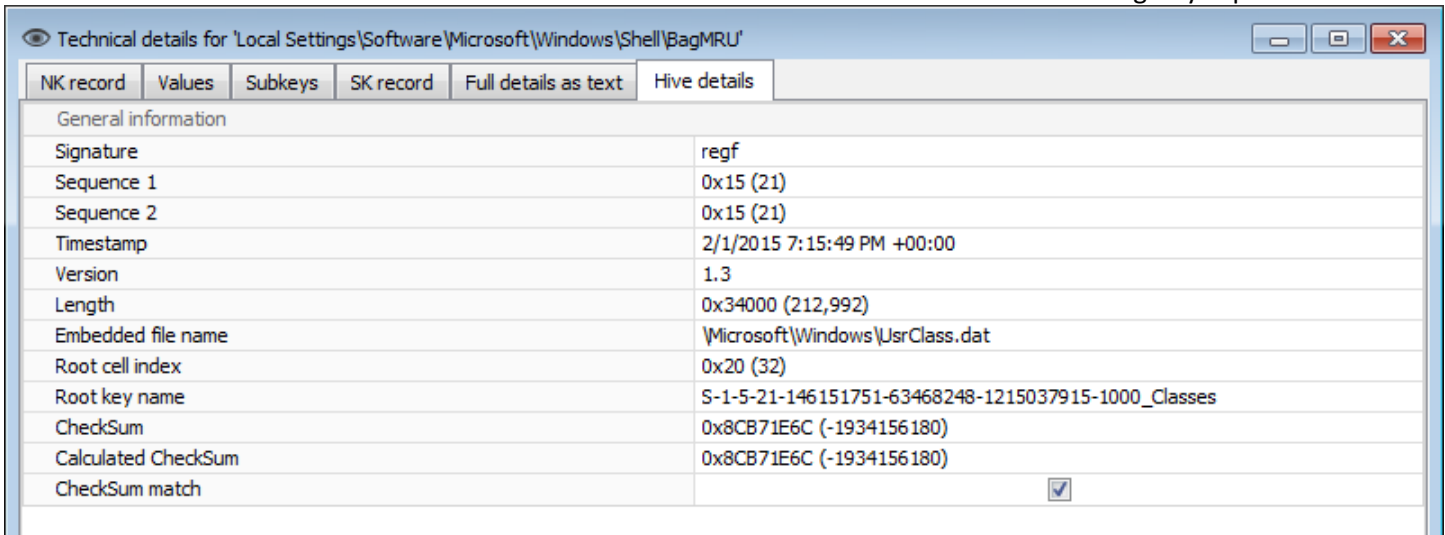 Technical details for 'Local Settings\Software\Microsoft\Windows\Shell\BagMRU'
NK record Values Subkeys SK record Full details as text Hive details
General information
Signature regf
Sequence 1 0x15 (21)
Sequence 2 0x15 (21)
Timestamp 2/1/2015 7:15:49 PM +00:00
Version 1.3
Length 0x34000 (212,992)
Embedded file name \Microsoft\Windows\UsrClass.dat
Root cell index 0x20 (32)
Root key name S-1-5-21-146151751-63468248-1215037915-1000_Classes
CheckSum 0x8CB71E6C (-1934156180)
Calculated CheckSum 0x8CB71E6C (-1934156180)
CheckSum match